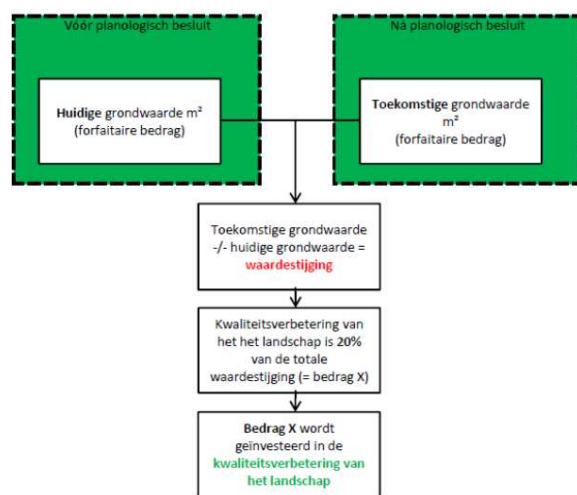 Vóór planologisch besluit
Ná planologisch besluit
Huidige grondwaarde m²
(forfaitaire bedrag)
Toekomstige grondwaarde
m²
(forfaitaire bedrag)
Toekomstige grondwaarde
-/- huidige grondwaarde =
waardestijging
Kwaliteitsverbetering van
het het landschap is 20%
van de totale
waardestijging (= bedrag X)
Bedrag X wordt
geïnvesteerd in de
kwaliteitsverbetering van
het landschap